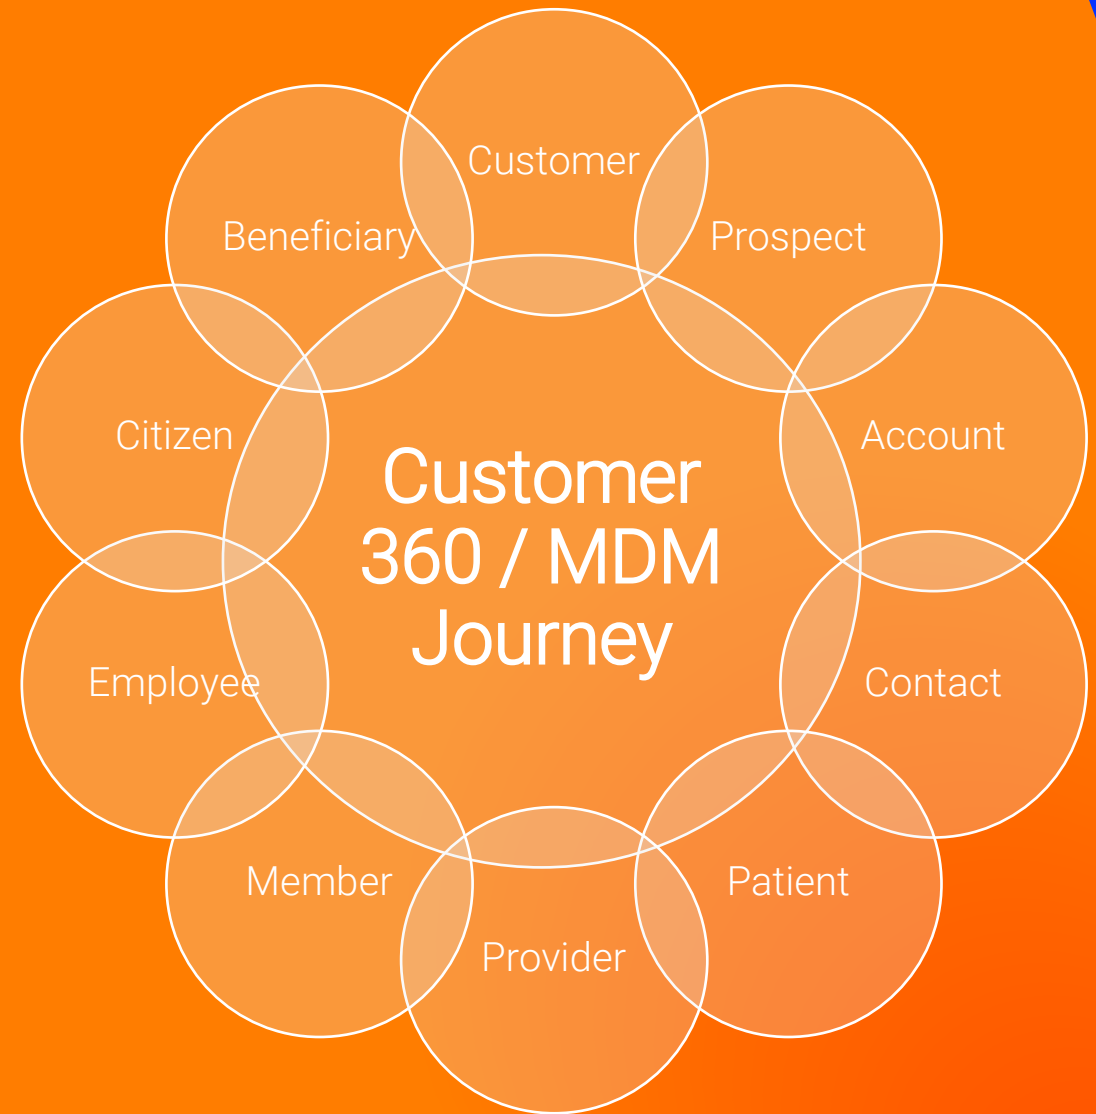 Customer
Prospect
Account
Contact
Patient
Provider
Member
Employee
Citizen
Beneficiary
Customer
360 / MDM
Journey